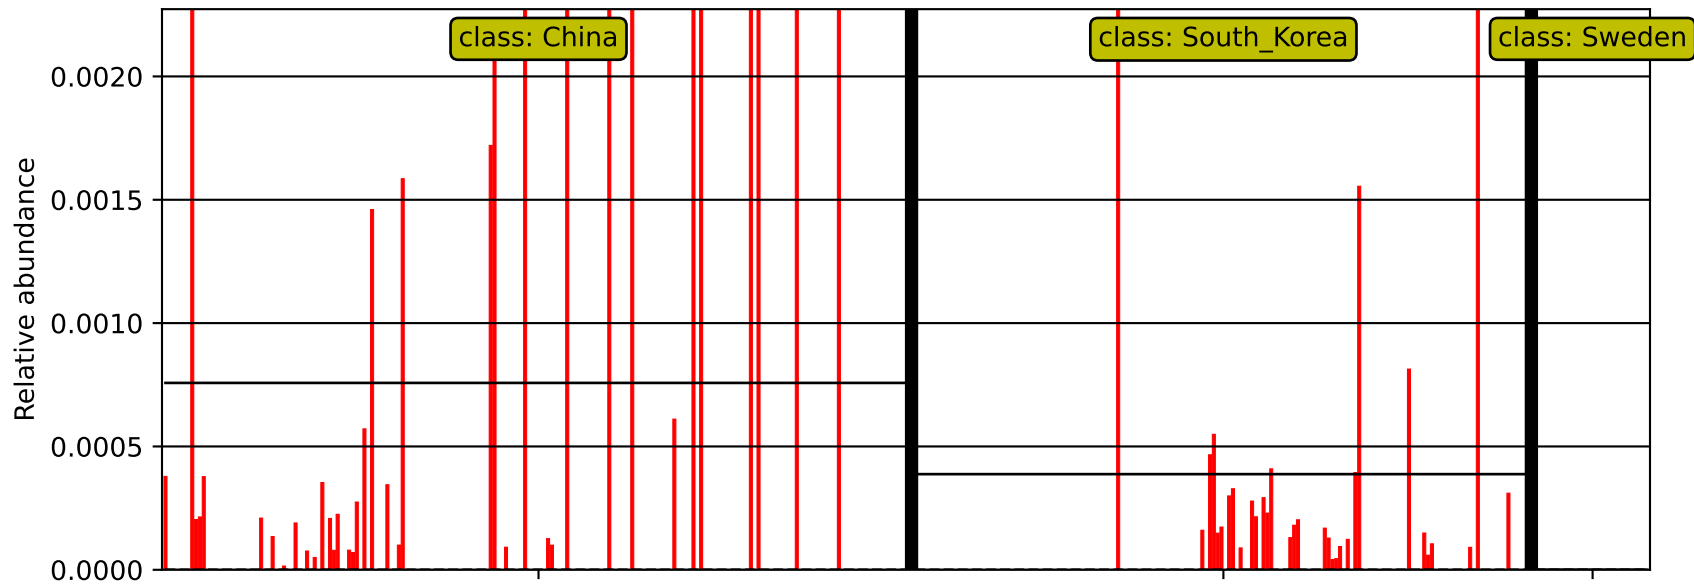 class: China
class: South_Korea
class: Sweden
Relative abundance
0.0020
0.0015
0.0010
0.0005
0.0000